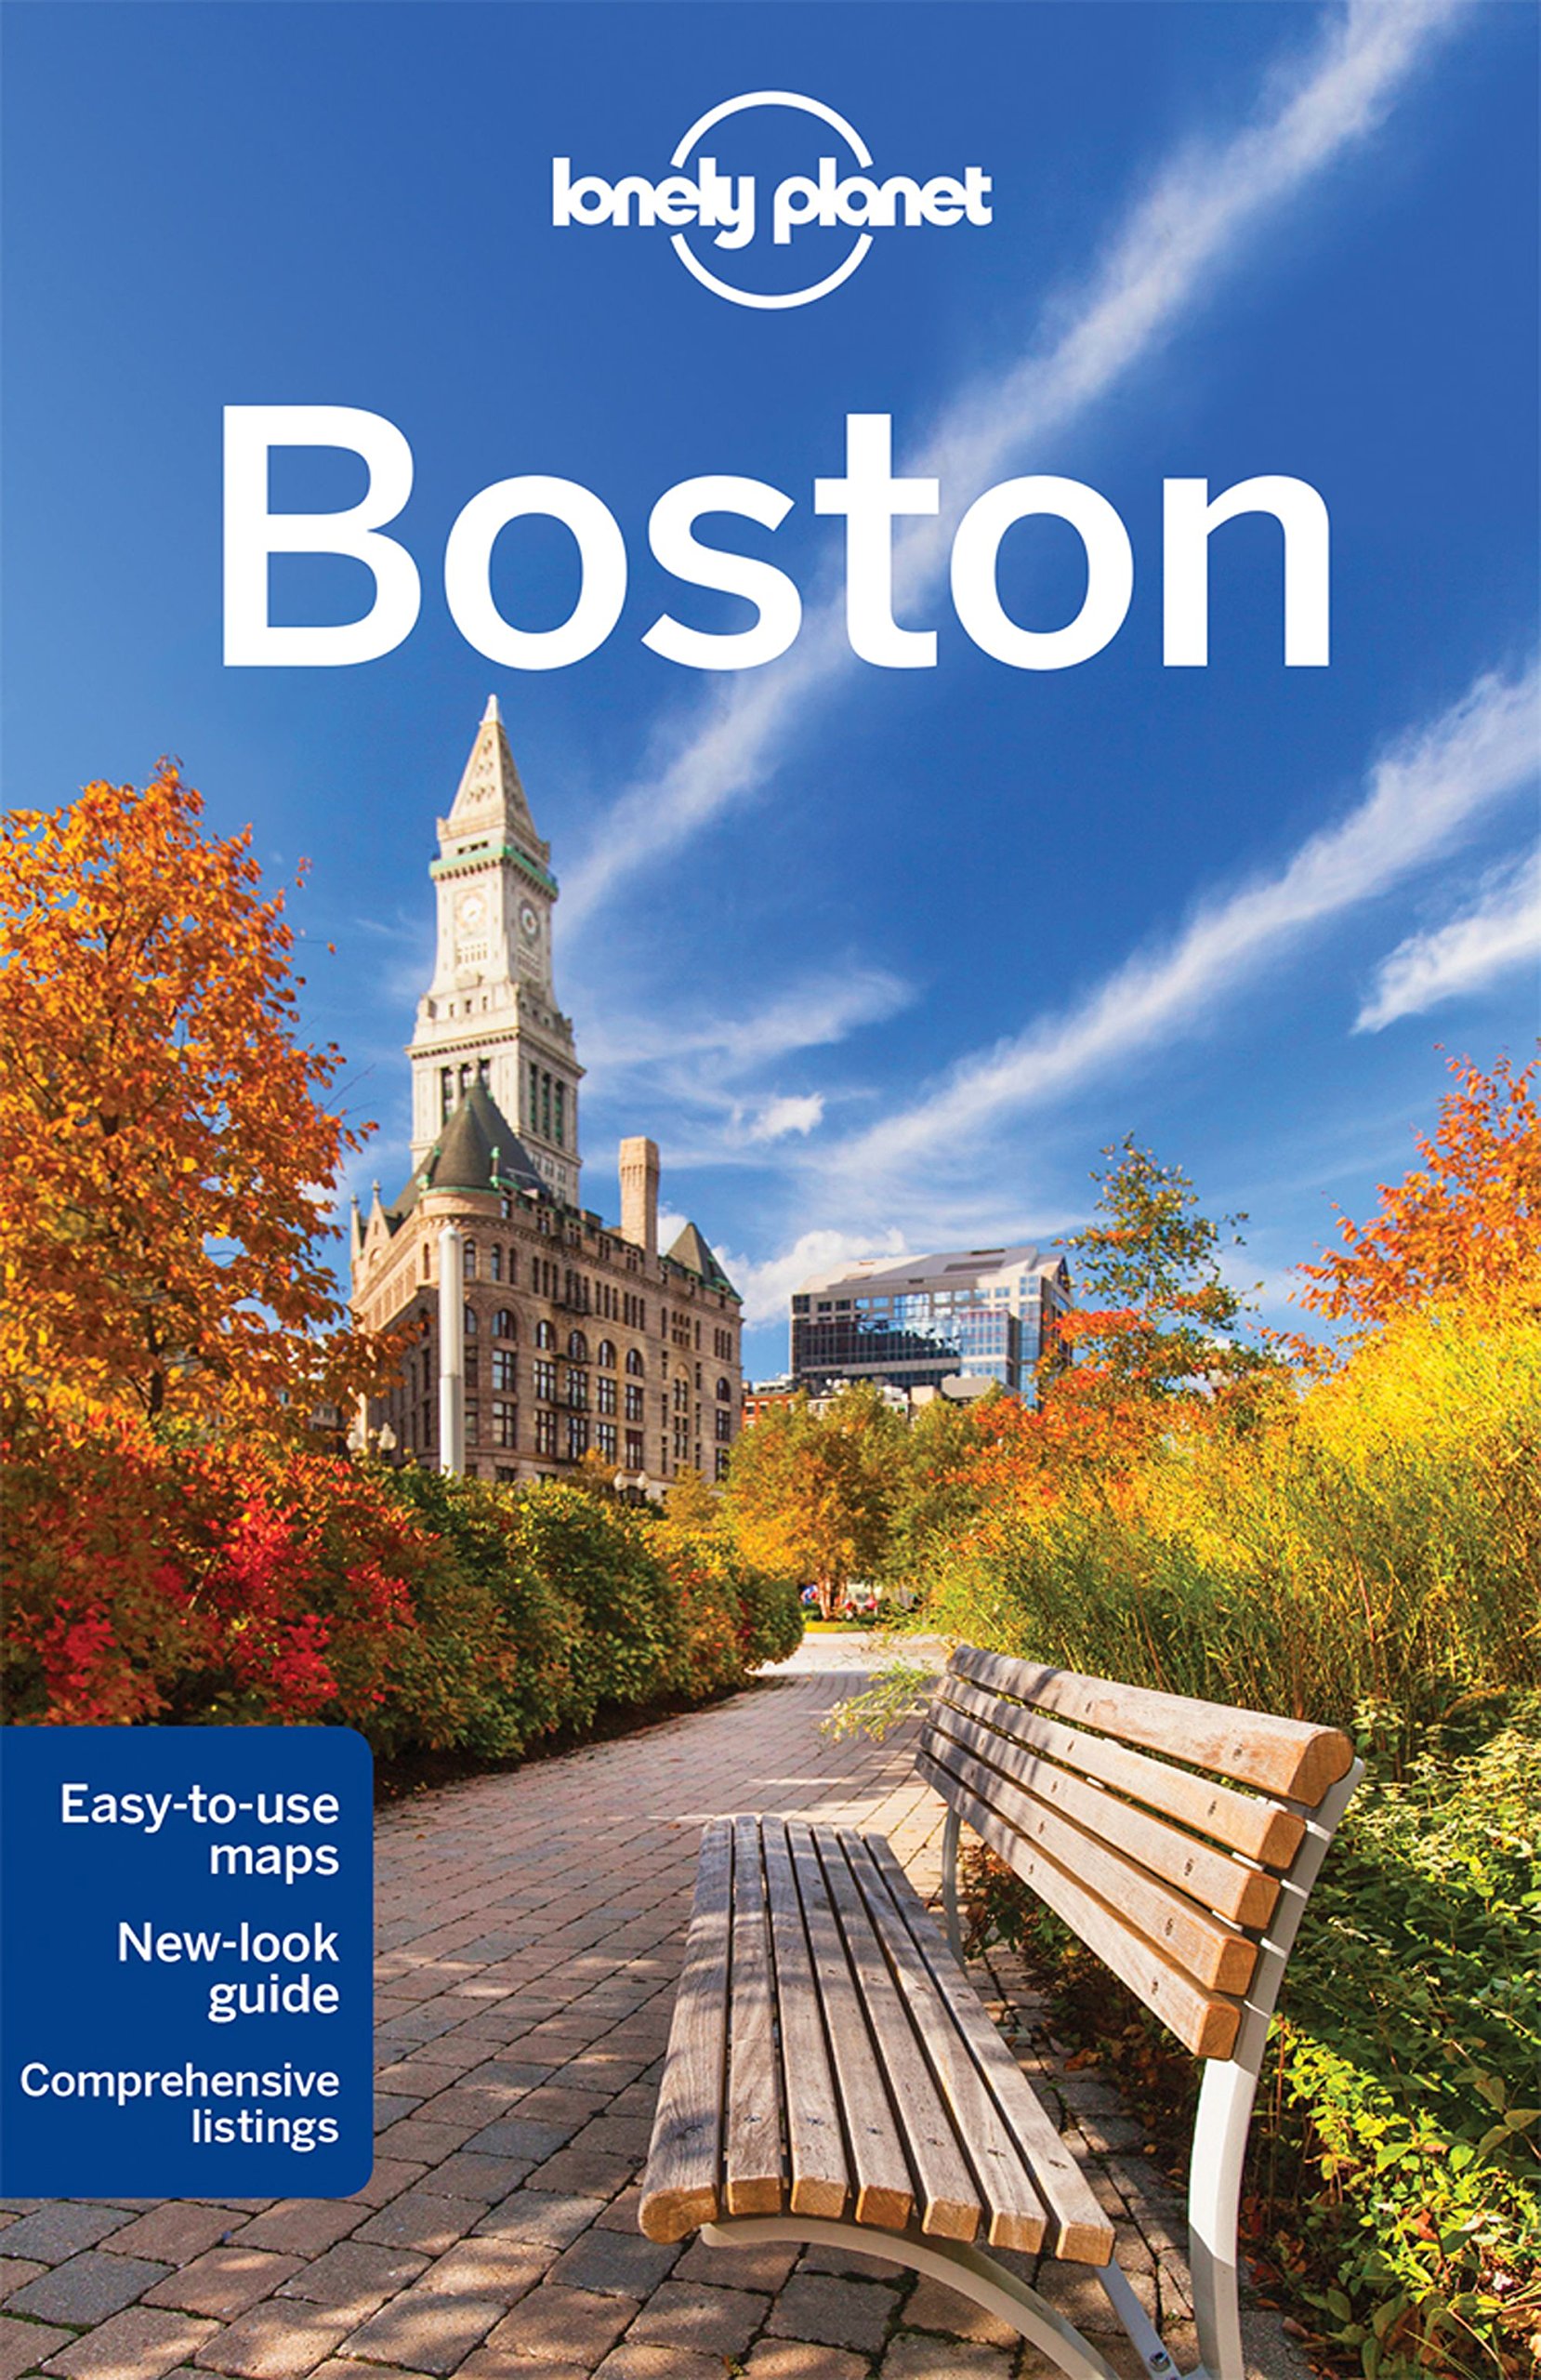 lonely planet
Boston
Easy-to-use
maps
New-look
guide
Comprehensive
listings